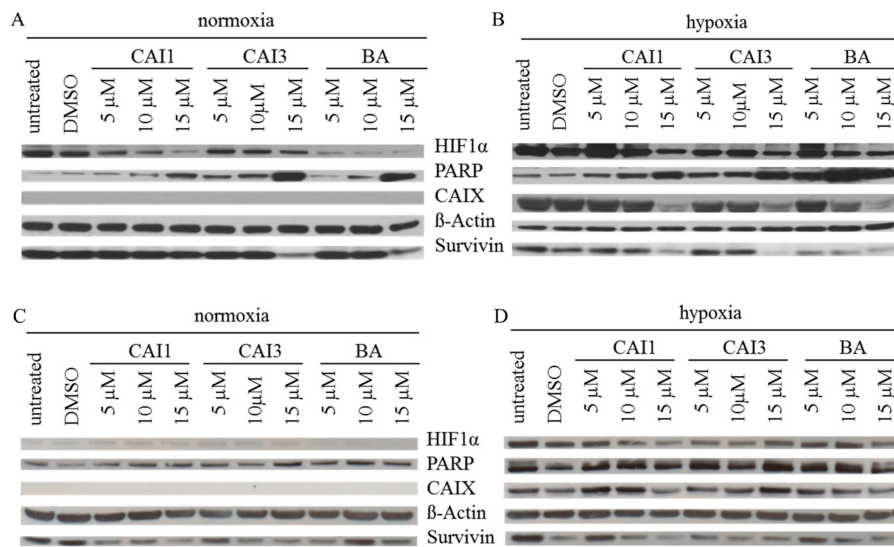 A
normoxia
CAI1 CAI3 BA
untreated DMSO 5 µM 10 µM 15 µM 5 µM 10µM 15 µM 5 µM 10 µM 15 µM
B
hypoxia
CAI1 CAI3 BA
untreated DMSO 5 µM 10 µM 15 µM 5 µM 10 µM 15 µM 5 µM 10 µM 15 µM
HIF1α
PARP
CAIX
ß-Actin
Survivin
C
normoxia
CAI1 CAI3 BA
untreated DMSO 5 µM 10 µM 15 µM 5 µM 10µM 15 µM 5 µM 10 µM 15 µM
D
hypoxia
CAI1 CAI3 BA
untreated DMSO 5 µM 10 µM 15 µM 5 µM 10 µM 15 µM 5 µM 10 µM 15 µM
HIF1α
PARP
CAIX
ß-Actin
Survivin